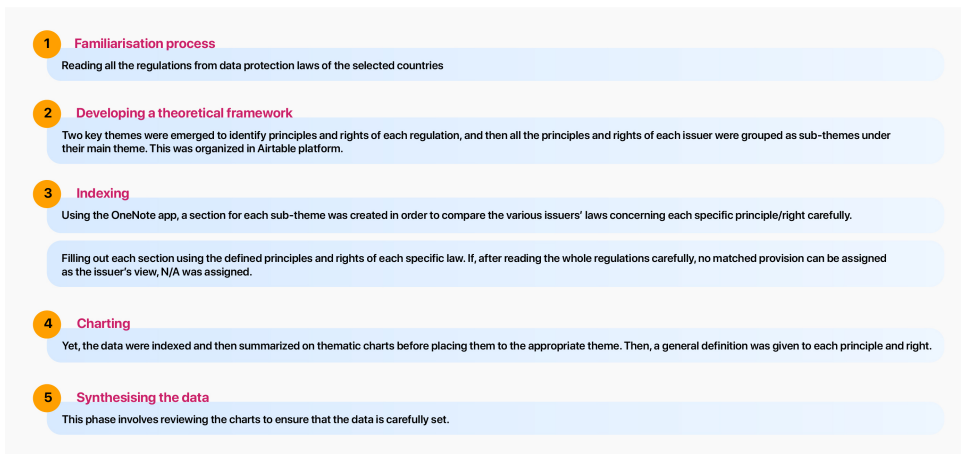 1 Familiarisation process
Reading all the regulations from data protection laws of the selected countries
2 Developing a theoretical framework
Two key themes were emerged to identify principles and rights of each regulation, and then all the principles and rights of each issuer were grouped as sub-themes under
their main theme. This was organized in Airtable platform.
3 Indexing
Using the OneNote app, a section for each sub-theme was created in order to compare the various issuers' laws concerning each specific principle/right carefully.
Filling out each section using the defined principles and rights of each specific law. If, after reading the whole regulations carefully, no matched provision can be assigned
as the issuer's view, N/A was assigned.
4 Charting
Yet, the data were indexed and then summarized on thematic charts before placing them to the appropriate theme. Then, a general definition was given to each principle and right.
5 Synthesising the data
This phase involves reviewing the charts to ensure that the data is carefully set.